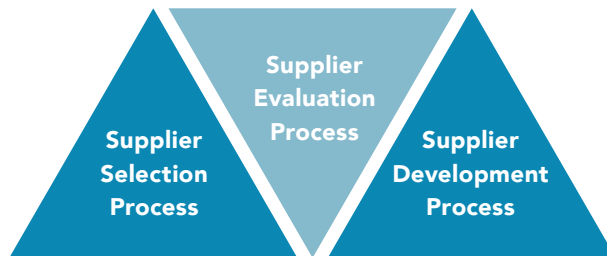 Supplier
Selection
Process
Supplier
Evaluation
Process
Supplier
Development
Process